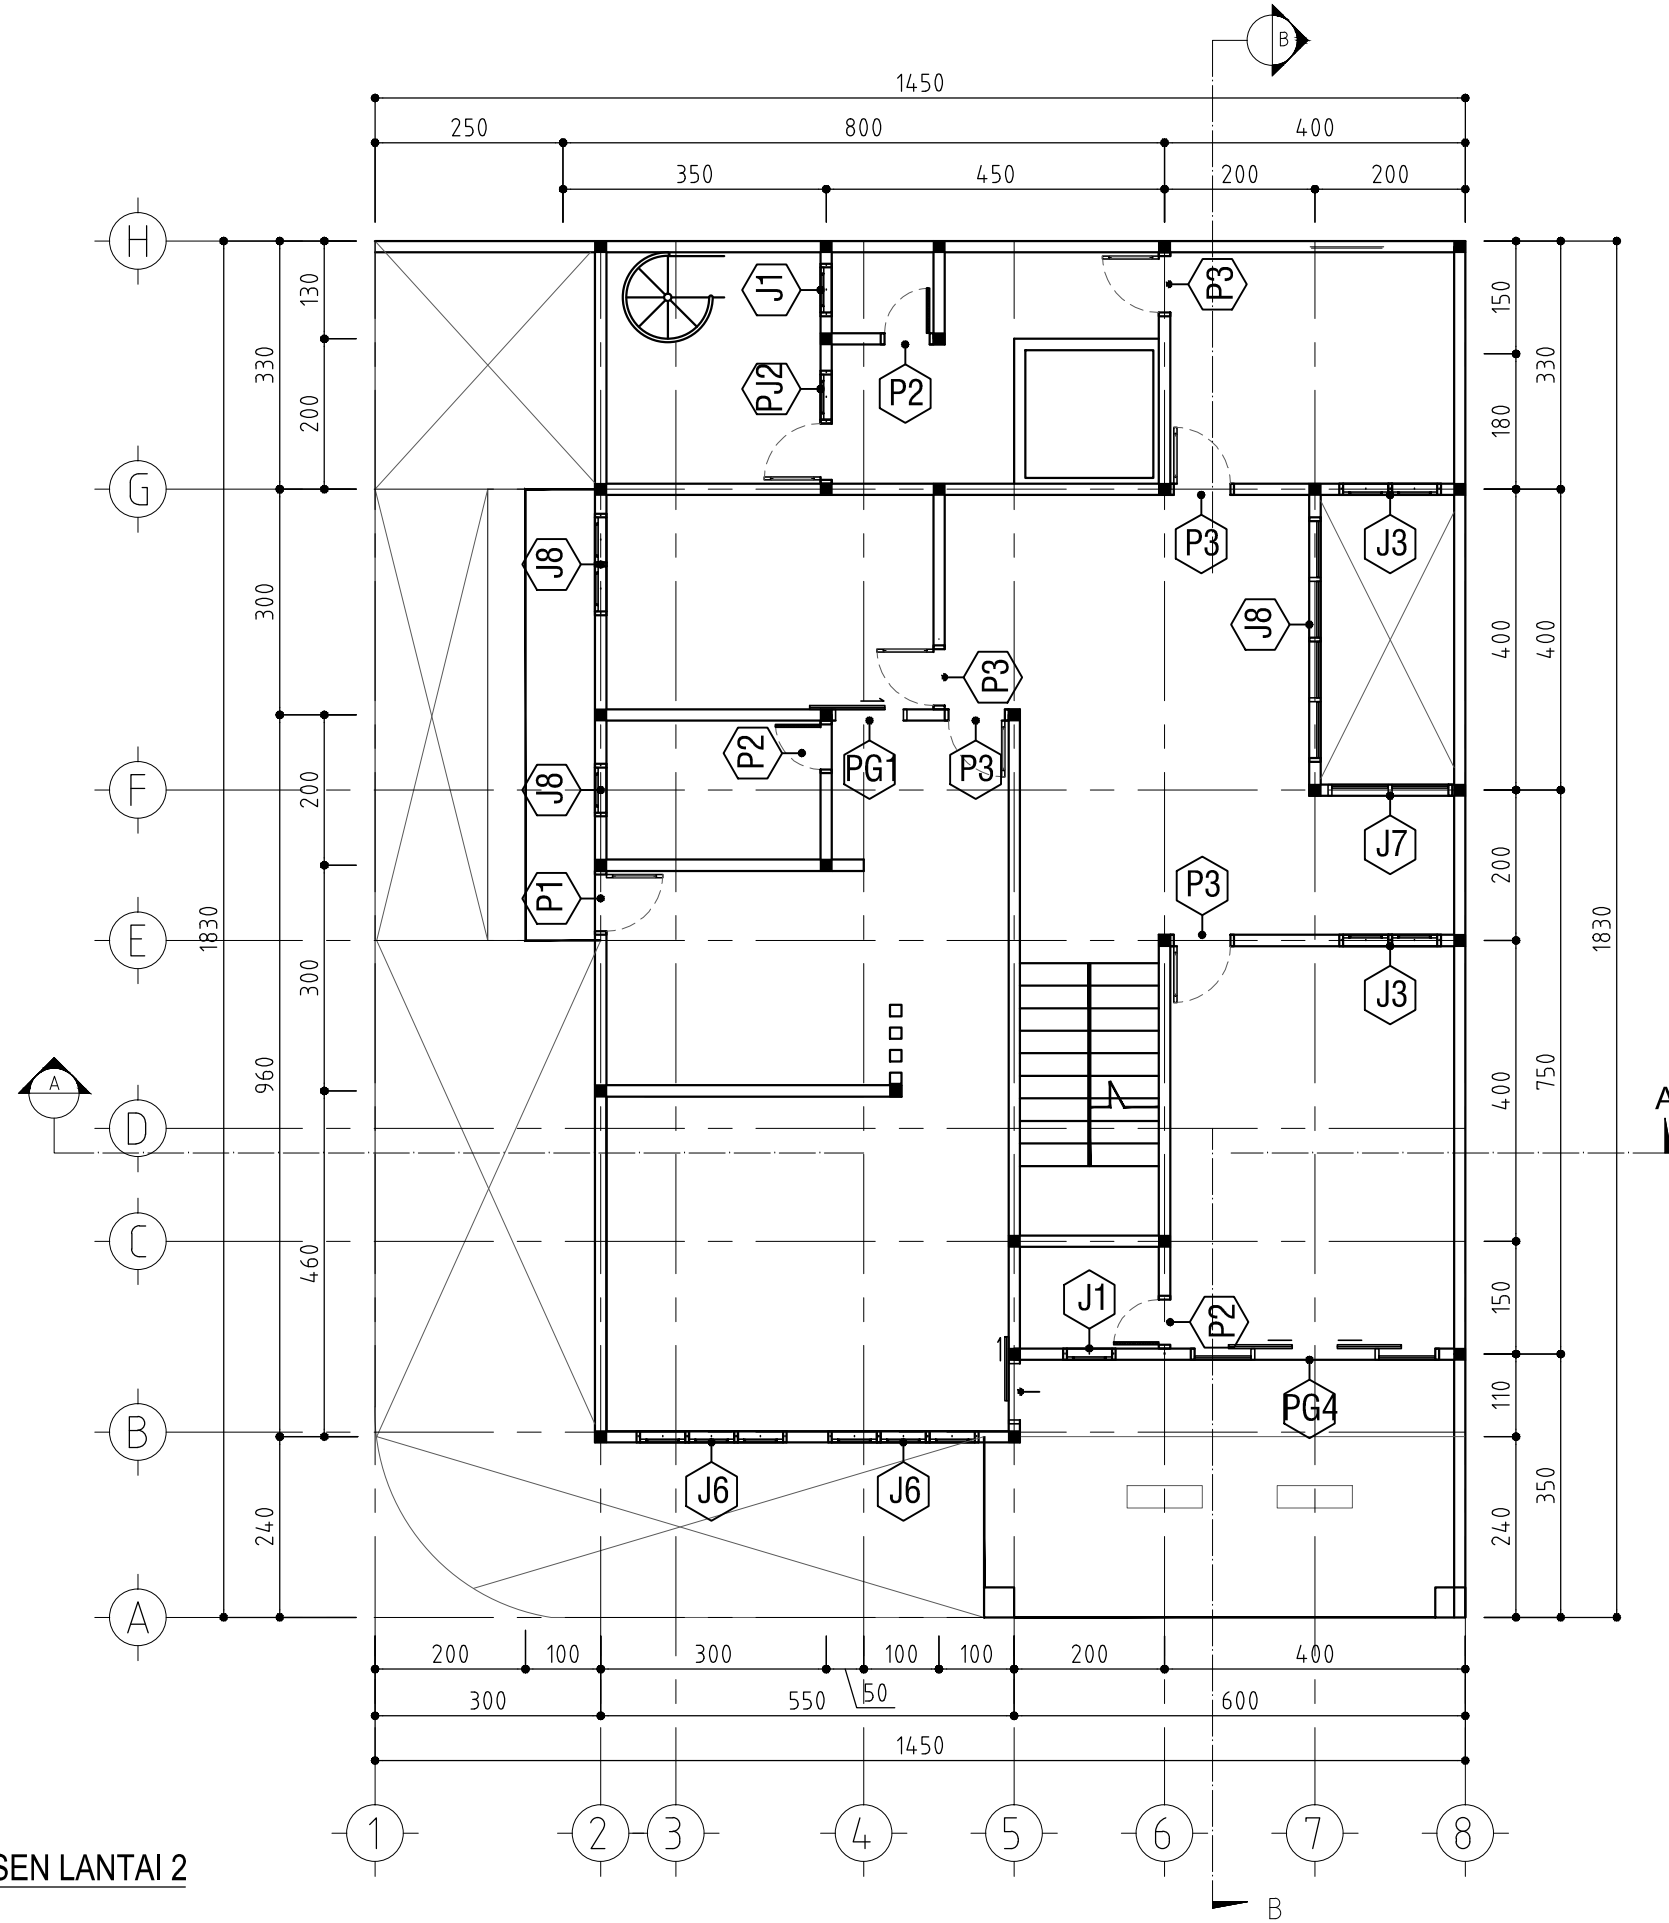 B
1450
250 800 400
350 450 200 200
H
130 J1 P3 150
330 330
200 PJ2 P2 180
G
J8 P3 J3
300 J8 400 400
P3
P2 PG1 P3
F
200 J8 J7
P1 P3 200
1830 1830
E
300 J3
A 960 400 750 A
D
C
460 J1 P2 150
PG4 110
B
J6 J6
240 240 350
A
200 100 300 100 100 200 400
50
300 550 600
1450
1 2 3 4 5 6 7 8
SEN LANTAI 2
B